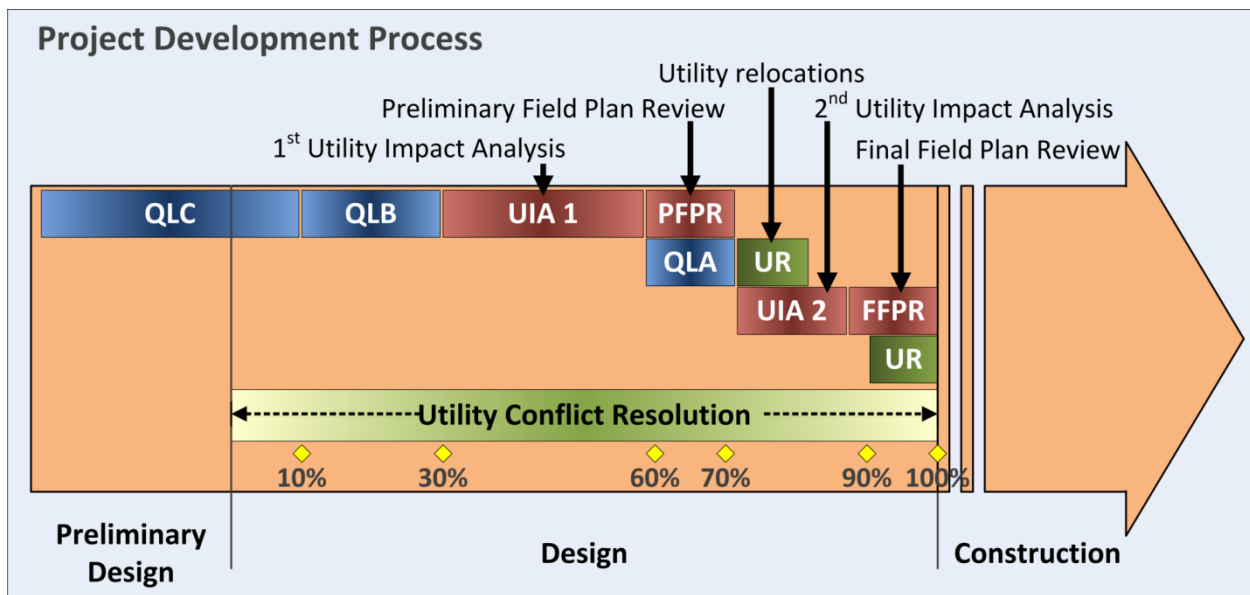 Project Development Process
Utility relocations
Preliminary Field Plan Review
2nd Utility Impact Analysis
1st Utility Impact Analysis
Final Field Plan Review
QLC
QLB
UIA 1
PFPR
QLA
UR
UIA 2
FFPR
UR
Utility Conflict Resolution
10%
30%
60%
70%
90%
100%
Preliminary
Design
Design
Construction